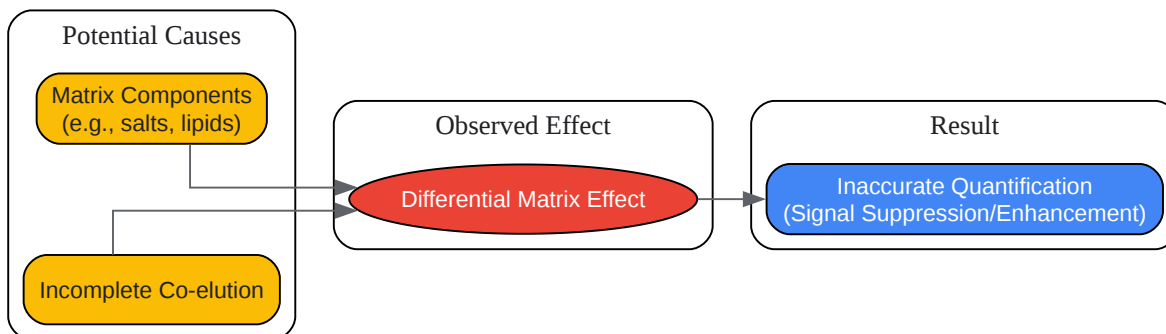 Potential Causes
Matrix Components
(e.g., salts, lipids)
Incomplete Co-elution
Observed Effect
Differential Matrix Effect
Result
Inaccurate Quantification
(Signal Suppression/Enhancement)